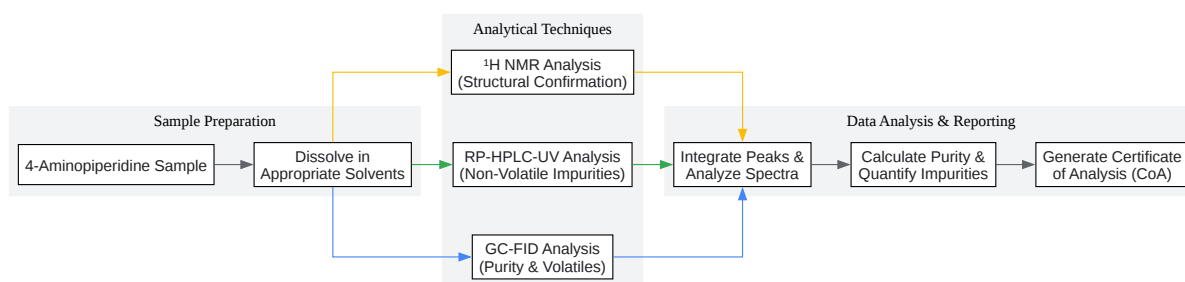 Analytical Techniques
¹H NMR Analysis
(Structural Confirmation)
Sample Preparation
Data Analysis & Reporting
4-Aminopiperidine Sample
Dissolve in
Appropriate Solvents
RP-HPLC-UV Analysis
(Non-Volatile Impurities)
Integrate Peaks &
Analyze Spectra
Calculate Purity &
Quantify Impurities
Generate Certificate
of Analysis (CoA)
GC-FID Analysis
(Purity & Volatiles)